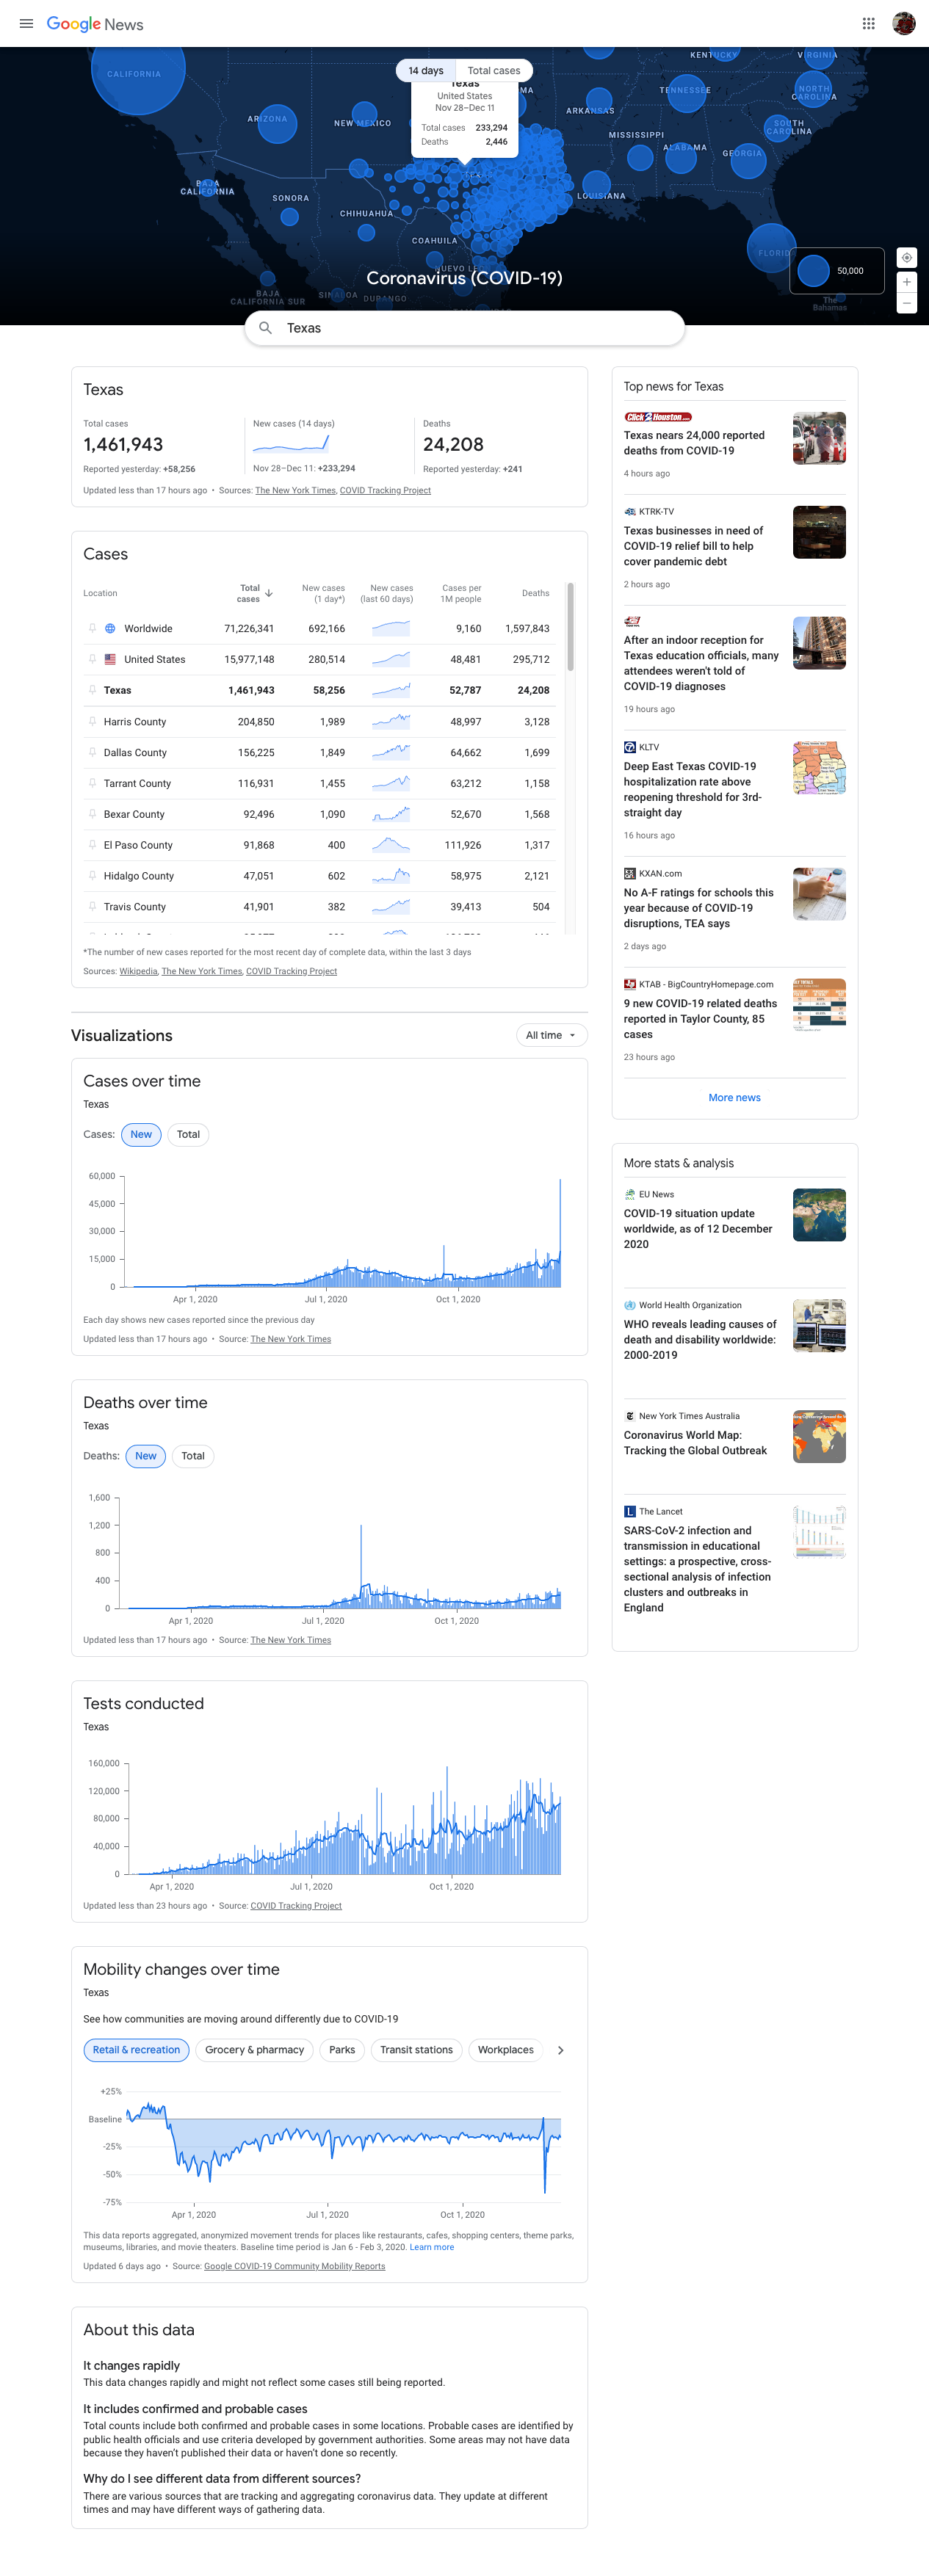 Google News
14 days
Total cases
Texas
United States
Nov 28–Dec 11
Total cases 233,294
Deaths 2,446
CALIFORNIA
ARIZONA
NEW MEXICO
ARKANSAS
TENNESSEE
KENTUCKY
VIRGINIA
NORTH CAROLINA
SOUTH CAROLINA
MISSISSIPPI
ALABAMA
GEORGIA
LOUISIANA
BAJA CALIFORNIA
SONORA
CHIHUAHUA
COAHUILA
BAJA CALIFORNIA SUR
DURANGO
The Bahamas
50,000
Coronavirus (COVID-19)
Texas
Texas
Total cases
1,461,943
Reported yesterday: +58,256
New cases (14 days)
Nov 28–Dec 11: +233,294
Deaths
24,208
Reported yesterday: +241
Updated less than 17 hours ago • Sources: The New York Times, COVID Tracking Project
Cases
Location Total cases New cases (1 day*) New cases (last 60 days) Cases per 1M people Deaths
Worldwide 71,226,341 692,166 9,160 1,597,843
United States 15,977,148 280,514 48,481 295,712
Texas 1,461,943 58,256 52,787 24,208
Harris County 204,850 1,989 48,997 3,128
Dallas County 156,225 1,849 64,662 1,699
Tarrant County 116,931 1,455 63,212 1,158
Bexar County 92,496 1,090 52,670 1,568
El Paso County 91,868 400 111,926 1,317
Hidalgo County 47,051 602 58,975 2,121
Travis County 41,901 382 39,413 504
*The number of new cases reported for the most recent day of complete data, within the last 3 days
Sources: Wikipedia, The New York Times, COVID Tracking Project
Visualizations
All time
Cases over time
Texas
Cases: New Total
60,000
45,000
30,000
15,000
0
Apr 1, 2020 Jul 1, 2020 Oct 1, 2020
Each day shows new cases reported since the previous day
Updated less than 17 hours ago • Source: The New York Times
Deaths over time
Texas
Deaths: New Total
1,600
1,200
800
400
0
Apr 1, 2020 Jul 1, 2020 Oct 1, 2020
Updated less than 17 hours ago • Source: The New York Times
Tests conducted
Texas
160,000
120,000
80,000
40,000
0
Apr 1, 2020 Jul 1, 2020 Oct 1, 2020
Updated less than 23 hours ago • Source: COVID Tracking Project
Mobility changes over time
Texas
See how communities are moving around differently due to COVID-19
Retail & recreation Grocery & pharmacy Parks Transit stations Workplaces
+25%
Baseline
-25%
-50%
-75%
Apr 1, 2020 Jul 1, 2020 Oct 1, 2020
This data reports aggregated, anonymized movement trends for places like restaurants, cafes, shopping centers, theme parks,
museums, libraries, and movie theaters. Baseline time period is Jan 6 - Feb 3, 2020. Learn more
Updated 6 days ago • Source: Google COVID-19 Community Mobility Reports
About this data
It changes rapidly
This data changes rapidly and might not reflect some cases still being reported.
It includes confirmed and probable cases
Total counts include both confirmed and probable cases in some locations. Probable cases are identified by
public health officials and use criteria developed by government authorities. Some areas may not have data
because they haven't published their data or haven't done so recently.
Why do I see different data from different sources?
There are various sources that are tracking and aggregating coronavirus data. They update at different
times and may have different ways of gathering data.
Top news for Texas
Click2Houston.com
Texas nears 24,000 reported
deaths from COVID-19
4 hours ago
KTRK-TV
Texas businesses in need of
COVID-19 relief bill to help
cover pandemic debt
2 hours ago
After an indoor reception for
Texas education officials, many
attendees weren't told of
COVID-19 diagnoses
19 hours ago
KLTV
Deep East Texas COVID-19
hospitalization rate above
reopening threshold for 3rd-
straight day
16 hours ago
KXAN.com
No A-F ratings for schools this
year because of COVID-19
disruptions, TEA says
2 days ago
KTAB - BigCountryHomepage.com
9 new COVID-19 related deaths
reported in Taylor County, 85
cases
23 hours ago
More news
More stats & analysis
EU News
COVID-19 situation update
worldwide, as of 12 December
2020
World Health Organization
WHO reveals leading causes of
death and disability worldwide:
2000-2019
New York Times Australia
Coronavirus World Map:
Tracking the Global Outbreak
The Lancet
SARS-CoV-2 infection and
transmission in educational
settings: a prospective, cross-
sectional analysis of infection
clusters and outbreaks in
England